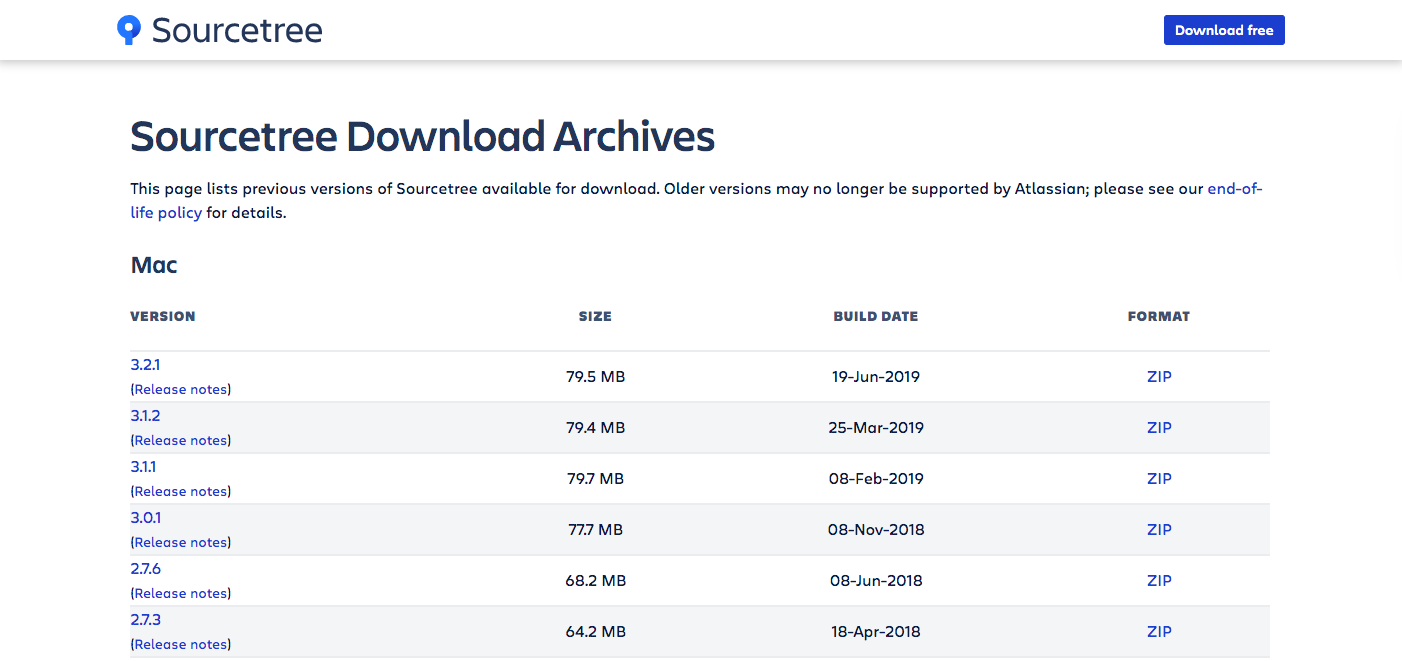 Sourcetree
Download free
Sourcetree Download Archives
This page lists previous versions of Sourcetree available for download. Older versions may no longer be supported by Atlassian; please see our end-of-
life policy for details.
Mac
VERSION SIZE BUILD DATE FORMAT
3.2.1
(Release notes) 79.5 MB 19-Jun-2019 ZIP
3.1.2
(Release notes) 79.4 MB 25-Mar-2019 ZIP
3.1.1
(Release notes) 79.7 MB 08-Feb-2019 ZIP
3.0.1
(Release notes) 77.7 MB 08-Nov-2018 ZIP
2.7.6
(Release notes) 68.2 MB 08-Jun-2018 ZIP
2.7.3
(Release notes) 64.2 MB 18-Apr-2018 ZIP